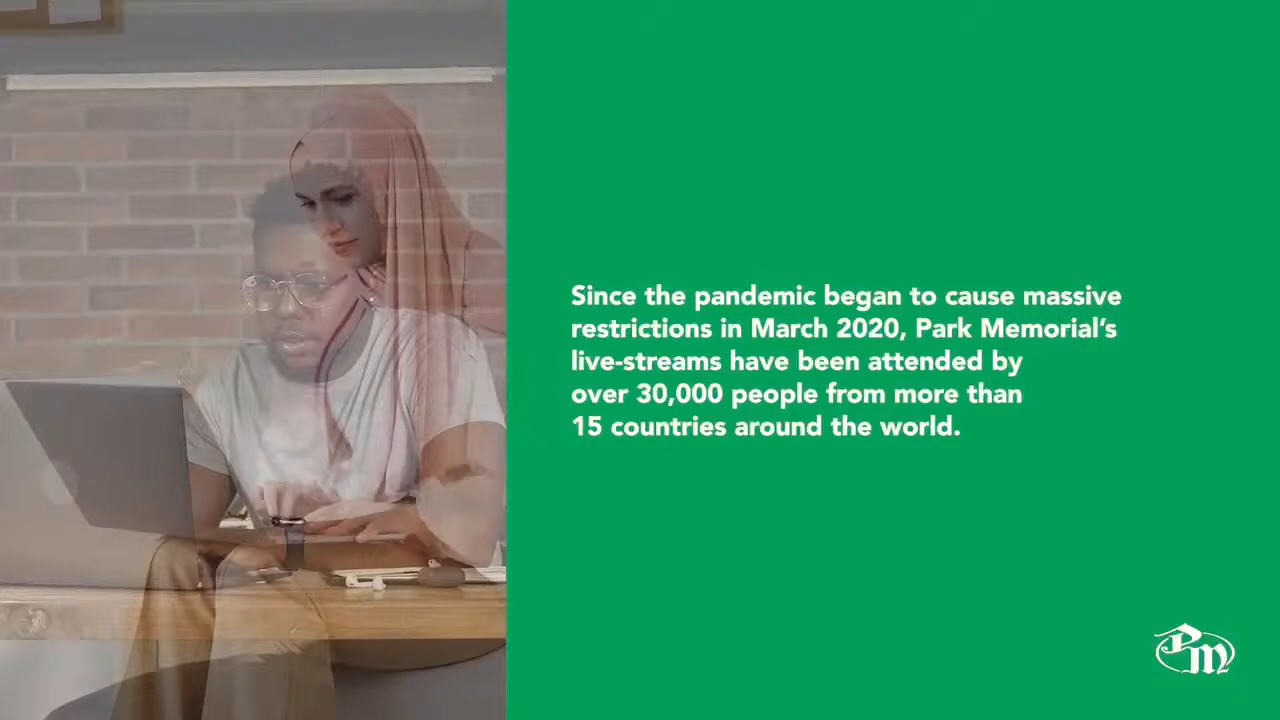 Since the pandemic began to cause massive
restrictions in March 2020, Park Memorial’s
live-streams have been attended by
over 30,000 people from more than
15 countries around the world.
PM